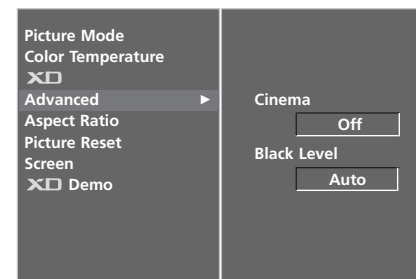 Picture Mode
Color Temperature
XD
Advanced ►
Aspect Ratio
Picture Reset
Screen
XD Demo
Cinema
Off
Black Level
Auto